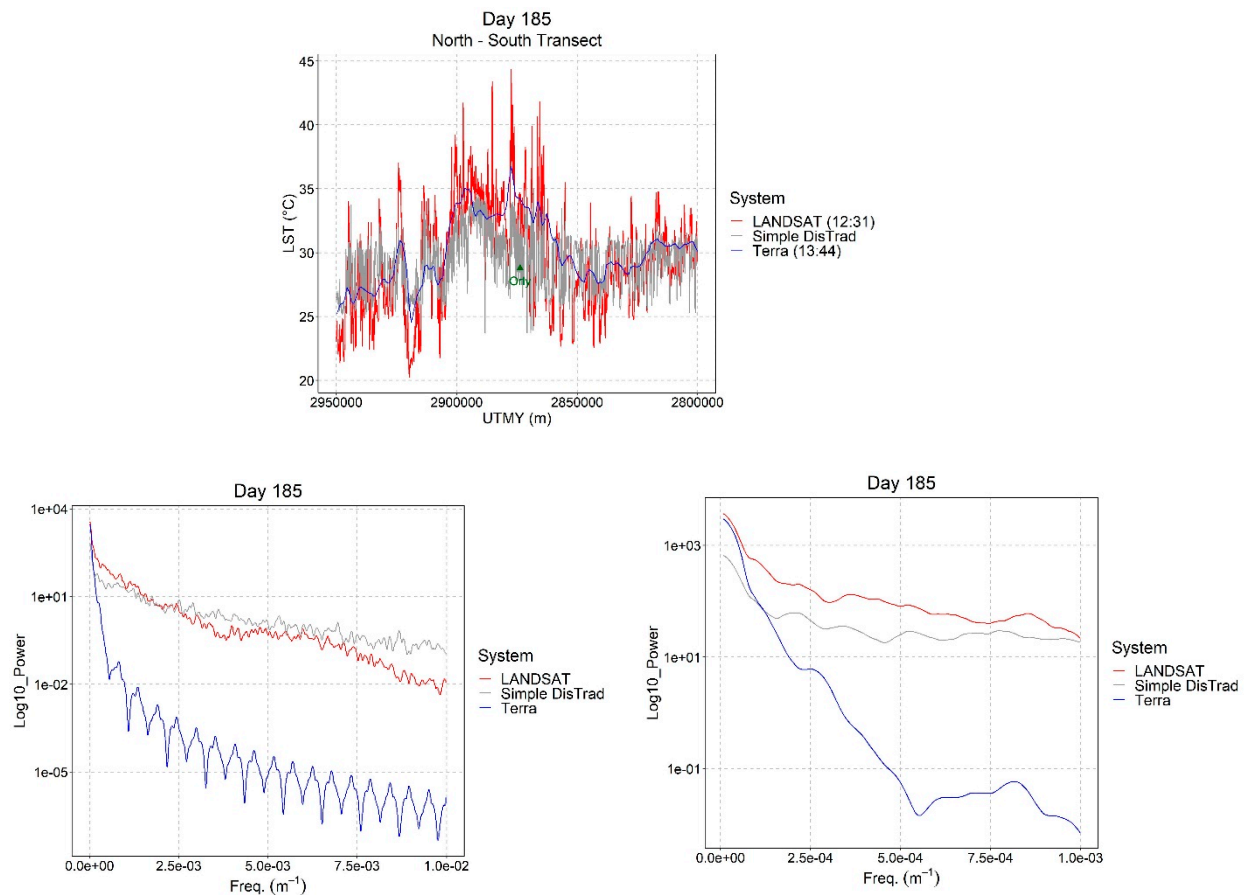 Day 185
North - South Transect
45
40
35
30
25
20
LST (°C)
Orly
2950000 2900000 2850000 2800000
UTMY (m)
System
LANDSAT (12:31)
Simple DisTrad
Terra (13:44)
Day 185
1e+04
1e+01
1e-02
1e-05
Log10_Power
0.0e+00 2.5e-03 5.0e-03 7.5e-03 1.0e-02
Freq. (m⁻¹)
System
LANDSAT
Simple DisTrad
Terra
Day 185
1e+03
1e+01
1e-01
Log10_Power
0.0e+00 2.5e-04 5.0e-04 7.5e-04 1.0e-03
Freq. (m⁻¹)
System
LANDSAT
Simple DisTrad
Terra